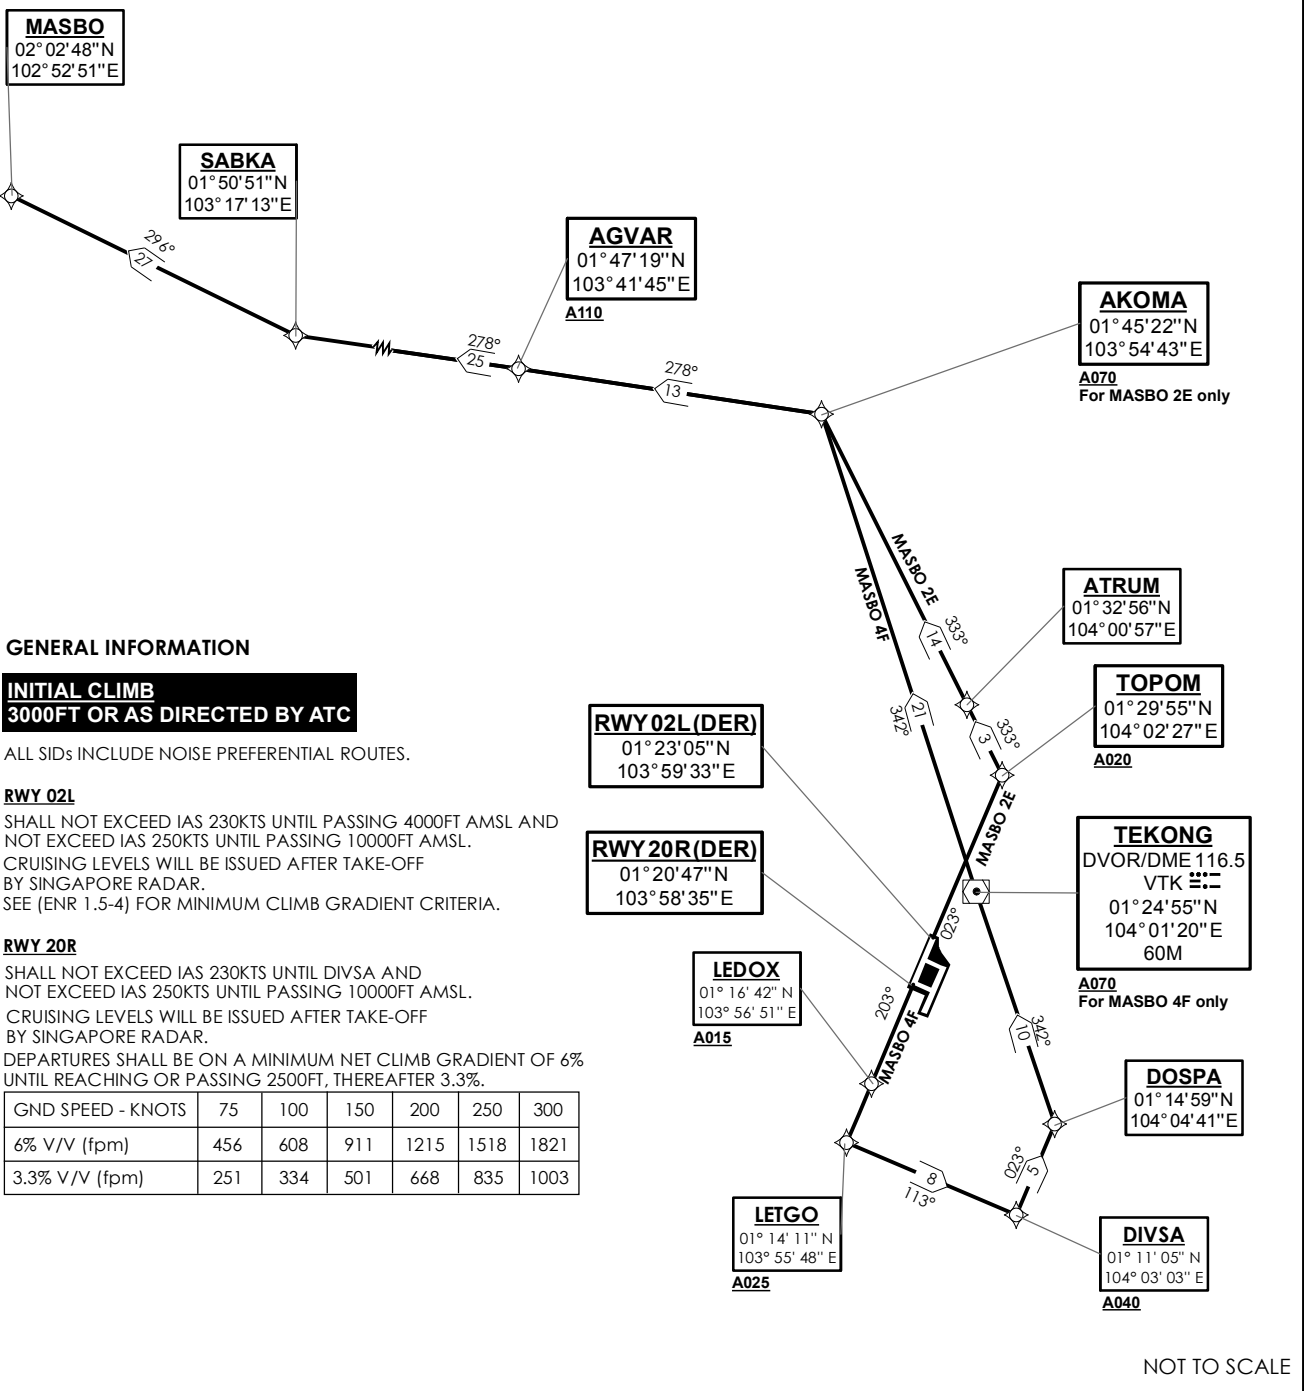 MASBO
02°02'48"N
102°52'51"E
SABKA
01°50'51"N
103°17'13"E
296°
27
AGVAR
01°47'19"N
103°41'45"E
A110
278°
25
278°
13
AKOMA
01°45'22"N
103°54'43"E
A070
For MASBO 2E only
MASBO 2E
MASBO 4F
333°
14
ATRUM
01°32'56"N
104°00'57"E
GENERAL INFORMATION
INITIAL CLIMB
3000FT OR AS DIRECTED BY ATC
ALL SIDs INCLUDE NOISE PREFERENTIAL ROUTES.
RWY 02L
SHALL NOT EXCEED IAS 230KTS UNTIL PASSING 4000FT AMSL AND
NOT EXCEED IAS 250KTS UNTIL PASSING 10000FT AMSL.
CRUISING LEVELS WILL BE ISSUED AFTER TAKE-OFF
BY SINGAPORE RADAR.
SEE (ENR 1.5-4) FOR MINIMUM CLIMB GRADIENT CRITERIA.
RWY 20R
SHALL NOT EXCEED IAS 230KTS UNTIL DIVSA AND
NOT EXCEED IAS 250KTS UNTIL PASSING 10000FT AMSL.
CRUISING LEVELS WILL BE ISSUED AFTER TAKE-OFF
BY SINGAPORE RADAR.
DEPARTURES SHALL BE ON A MINIMUM NET CLIMB GRADIENT OF 6%
UNTIL REACHING OR PASSING 2500FT, THEREAFTER 3.3%.
GND SPEED - KNOTS 75 100 150 200 250 300
6% V/V (fpm) 456 608 911 1215 1518 1821
3.3% V/V (fpm) 251 334 501 668 835 1003
TOPOM
01°29'55"N
104°02'27"E
A020
333°
3
21
342°
RWY 02L(DER)
01°23'05"N
103°59'33"E
MASBO 2E
RWY 20R(DER)
01°20'47"N
103°58'35"E
TEKONG
DVOR/DME 116.5
VTK
01°24'55"N
104°01'20"E
60M
A070
For MASBO 4F only
023°
LEDOX
01° 16' 42" N
103° 56' 51" E
A015
203°
MASBO 4F
342°
10
DOSPA
01°14'59"N
104°04'41"E
023°
5
8
113°
LETGO
01° 14' 11" N
103° 55' 48" E
A025
DIVSA
01° 11' 05" N
104° 03' 03" E
A040
NOT TO SCALE